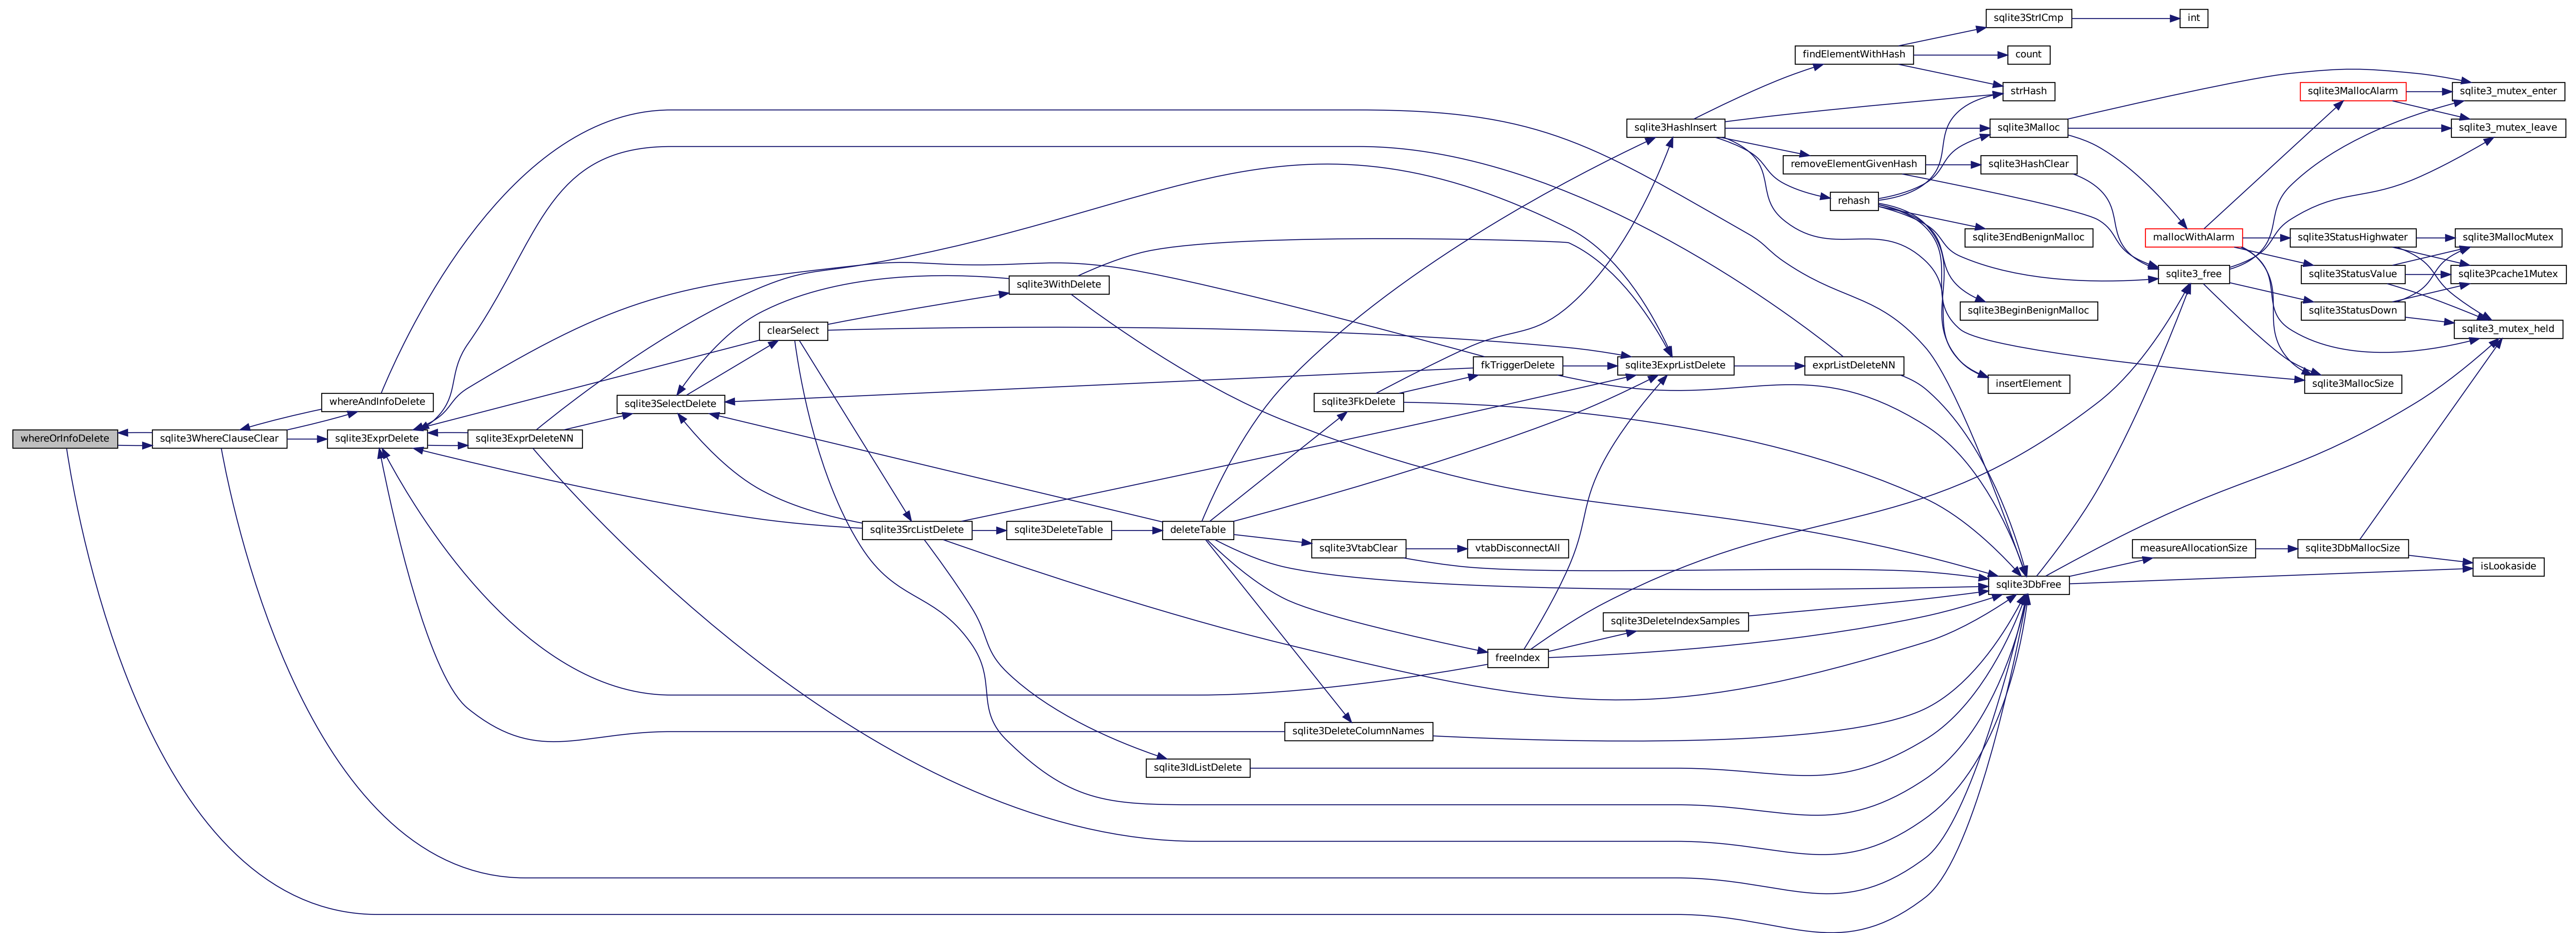 sqlite3StrICmp
int
findElementWithHash
count
sqlite3MallocAlarm
sqlite3_mutex_enter
strHash
sqlite3HashInsert
sqlite3Malloc
sqlite3_mutex_leave
removeElementGivenHash
sqlite3HashClear
rehash
sqlite3EndBenignMalloc
mallocWithAlarm
sqlite3StatusHighwater
sqlite3MallocMutex
sqlite3_free
sqlite3StatusValue
sqlite3Pcache1Mutex
sqlite3WithDelete
sqlite3BeginBenignMalloc
sqlite3StatusDown
clearSelect
sqlite3_mutex_held
fkTriggerDelete
sqlite3ExprListDelete
exprListDeleteNN
insertElement
sqlite3MallocSize
whereAndInfoDelete
sqlite3SelectDelete
sqlite3FkDelete
whereOrInfoDelete
sqlite3WhereClauseClear
sqlite3ExprDelete
sqlite3ExprDeleteNN
sqlite3SrcListDelete
sqlite3DeleteTable
deleteTable
sqlite3VtabClear
vtabDisconnectAll
measureAllocationSize
sqlite3DbMallocSize
isLookaside
sqlite3DbFree
sqlite3DeleteIndexSamples
freeIndex
sqlite3DeleteColumnNames
sqlite3IdListDelete